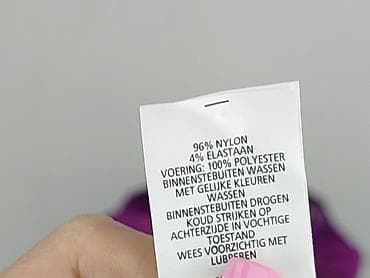 96% NYLON
4% ELASTAAN
VOERING: 100% POLYESTER
BINNENSTEBUITEN WASSEN
MET GELIJKE KLEUREN
WASSEN
BINNENSTEBUITEN DROGEN
KOUD STRIJKEN OP
ACHTERZIJDE IN VOCHTIGE
TOESTAND
WEES VOORZICHTIG MET
LUBBEREN